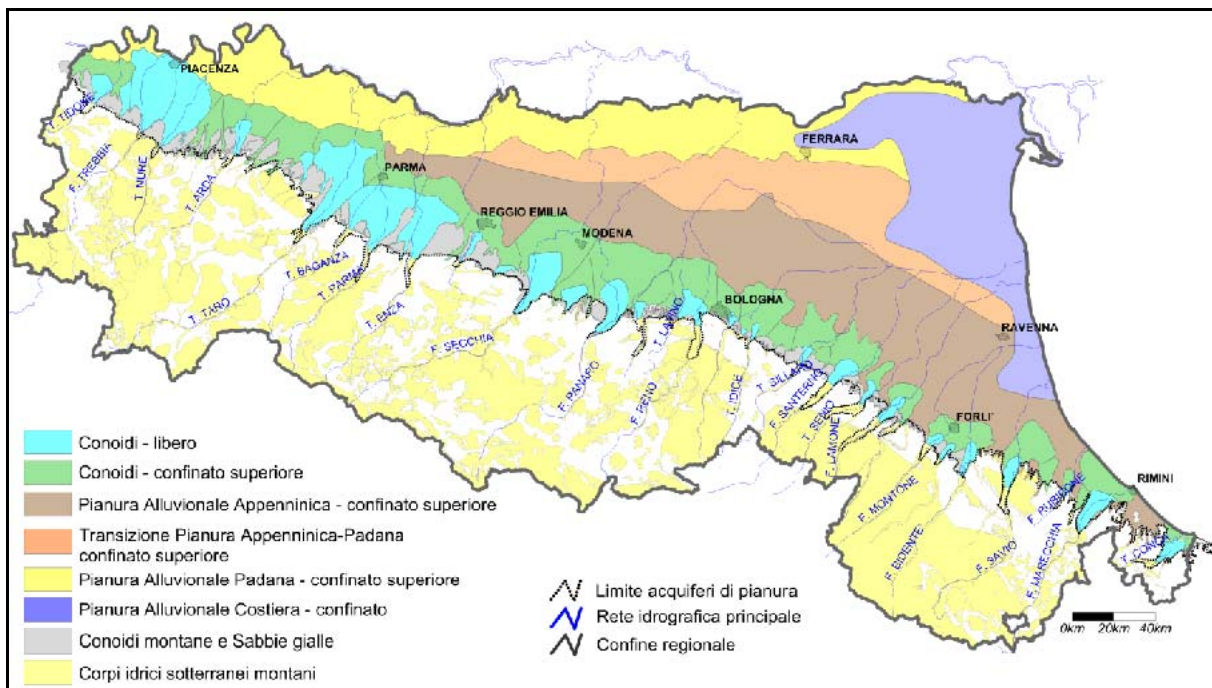 PIACENZA
T. TIDONE
F. TREBBIA
T. NURE
T. ARDA
PARMA
FERRARA
REGGIO EMILIA
MODENA
T. BAGANZA
T. PARMA
T. TARO
T. ENZA
F. SECCHIA
BOLOGNA
T. LAVINO
F. PANARO
F. RENO
T. IDICE
RAVENNA
T. SILLARO
F. SANTERNO
T. SENIO
F. LAMONE
FORLI'
F. MONTONE
F. BIDENTE
F. SAVIO
F. RUBICONE
F. MARECCHIA
RIMINI
T. CONCA
Conoidi - libero
Conoidi - confinato superiore
Pianura Alluvionale Appenninica - confinato superiore
Transizione Pianura Appenninica-Padana
confinato superiore
Pianura Alluvionale Padana - confinato superiore
Pianura Alluvionale Costiera - confinato
Conoidi montane e Sabbie gialle
Corpi idrici sotterranei montani
Limite acquiferi di pianura
Rete idrografica principale
Confine regionale
0km 20km 40km